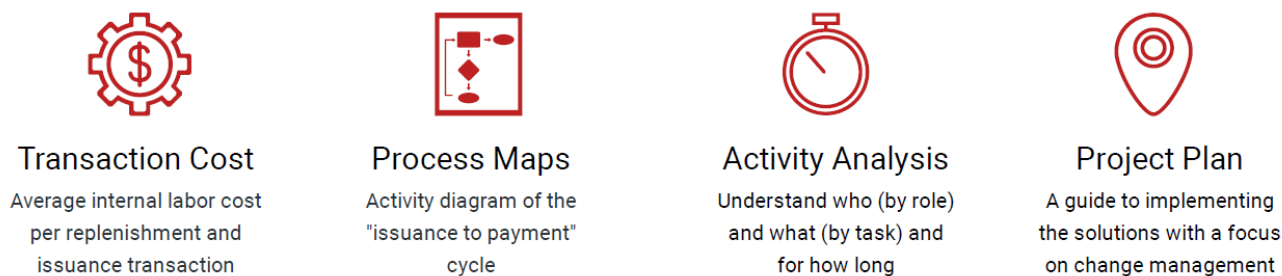 $
Transaction Cost
Average internal labor cost
per replenishment and
issuance transaction
Process Maps
Activity diagram of the
"issuance to payment"
cycle
Activity Analysis
Understand who (by role)
and what (by task) and
for how long
Project Plan
A guide to implementing
the solutions with a focus
on change management